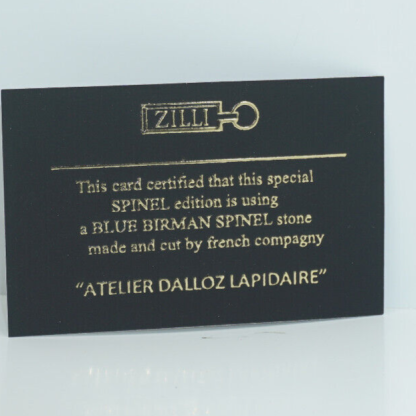 ZILLI
This card certified that this special
SPINEL edition is using
a BLUE BIRMAN SPINEL stone
made and cut by french compagny
"ATELIER DALLOZ LAPIDAIRE"